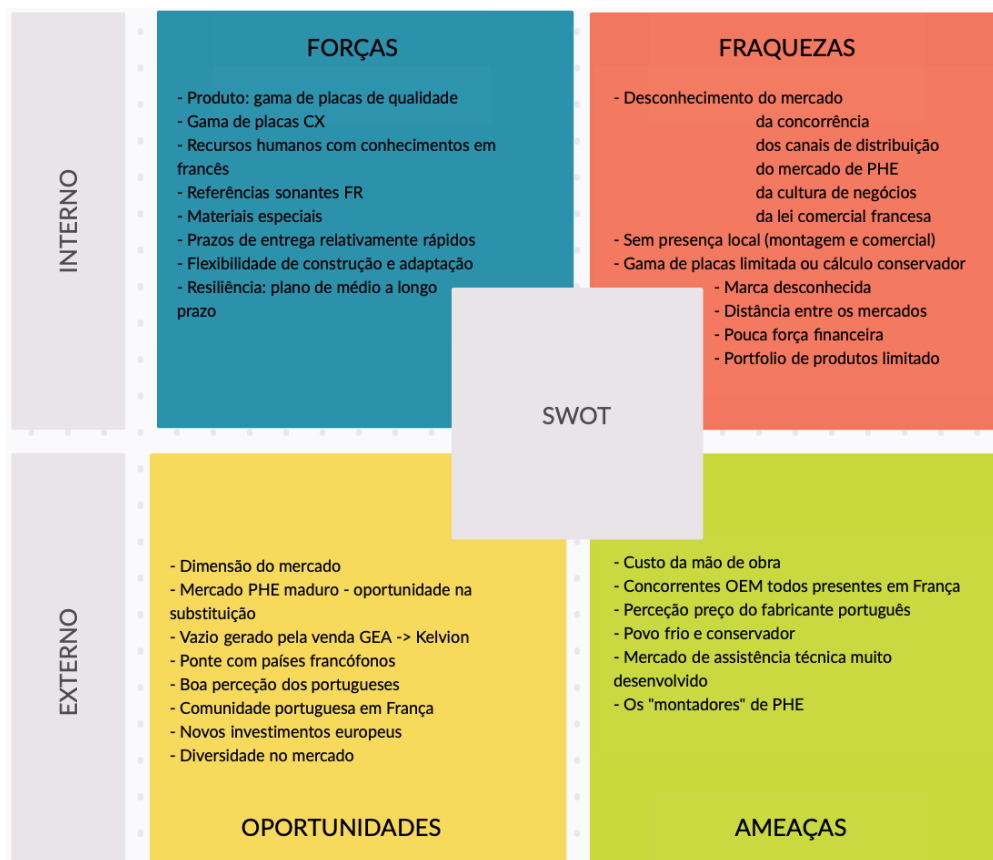 INTERNO
FORÇAS
- Produto: gama de placas de qualidade
- Gama de placas CX
- Recursos humanos com conhecimentos em
francês
- Referências sonantes FR
- Materiais especiais
- Prazos de entrega relativamente rápidos
- Flexibilidade de construção e adaptação
- Resiliência: plano de médio a longo
prazo
FRAQUEZAS
- Desconhecimento do mercado
da concorrência
dos canais de distribuição
do mercado de PHE
da cultura de negócios
da lei comercial francesa
- Sem presença local (montagem e comercial)
- Gama de placas limitada ou cálculo conservador
- Marca desconhecida
- Distância entre os mercados
- Pouca força financeira
- Portfolio de produtos limitado
SWOT
EXTERNO
- Dimensão do mercado
- Mercado PHE maduro - oportunidade na
substituição
- Vazio gerado pela venda GEA -> Kelvion
- Ponte com países francófonos
- Boa perceção dos portugueses
- Comunidade portuguesa em França
- Novos investimentos europeus
- Diversidade no mercado
OPORTUNIDADES
- Custo da mão de obra
- Concorrentes OEM todos presentes em França
- Perceção preço do fabricante português
- Povo frio e conservador
- Mercado de assistência técnica muito
desenvolvido
- Os "montadores" de PHE
AMEAÇAS